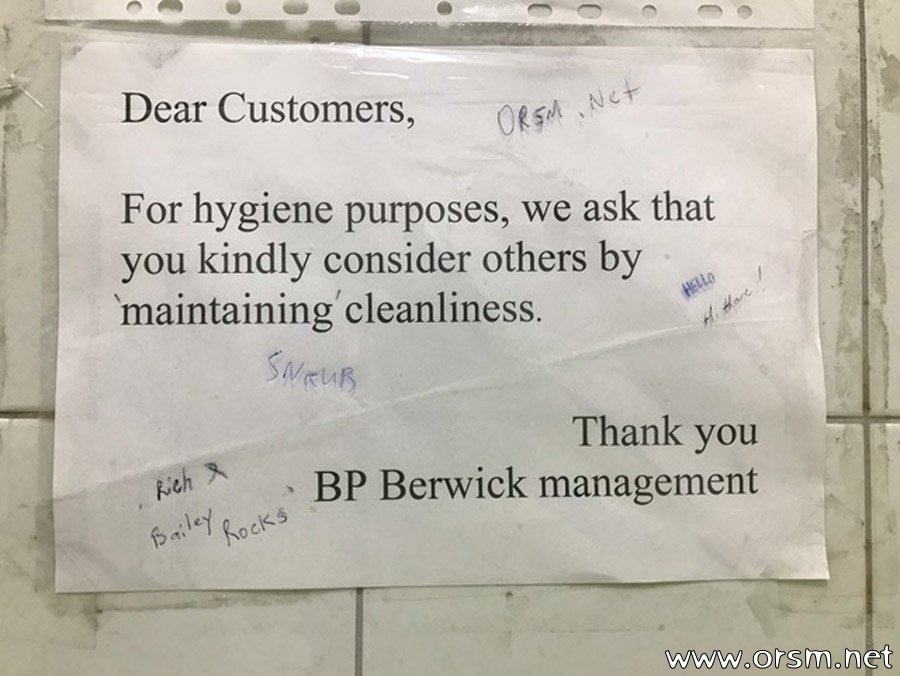 Dear Customers,
ORSM.Net
For hygiene purposes, we ask that
you kindly consider others by
'maintaining' cleanliness.
HELLO
Thank you
BP Berwick management
Rich
Bailey Rocks
www.orsm.net